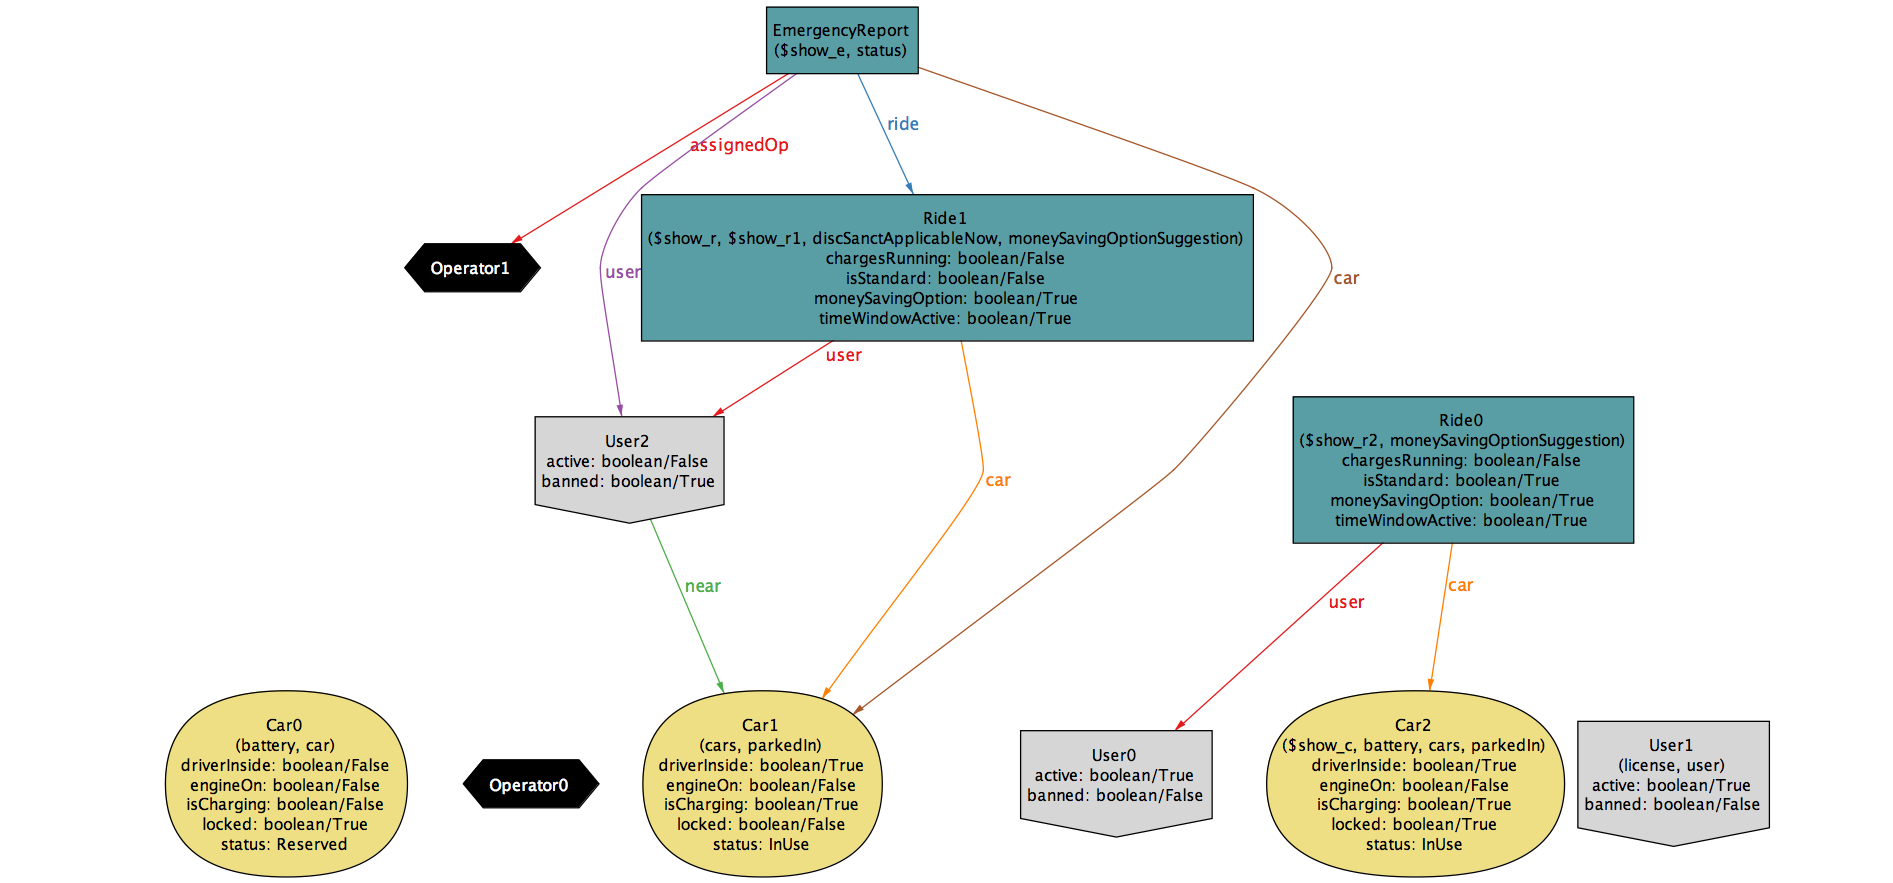 EmergencyReport
($show_e, status)
ride
assignedOp
Ride1
($show_r, $show_r1, discSanctApplicableNow, moneySavingOptionSuggestion)
chargesRunning: boolean/False
isStandard: boolean/False
moneySavingOption: boolean/True
timeWindowActive: boolean/True
Operator1
user
car
user
User2
active: boolean/False
banned: boolean/True
car
Ride0
($show_r2, moneySavingOptionSuggestion)
chargesRunning: boolean/False
isStandard: boolean/True
moneySavingOption: boolean/True
timeWindowActive: boolean/True
near
user
car
Car0
(battery, car)
driverInside: boolean/False
engineOn: boolean/False
isCharging: boolean/False
locked: boolean/True
status: Reserved
Operator0
Car1
(cars, parkedIn)
driverInside: boolean/True
engineOn: boolean/False
isCharging: boolean/True
locked: boolean/False
status: InUse
User0
active: boolean/True
banned: boolean/False
Car2
($show_c, battery, cars, parkedIn)
driverInside: boolean/True
engineOn: boolean/False
isCharging: boolean/True
locked: boolean/True
status: InUse
User1
(license, user)
active: boolean/True
banned: boolean/False